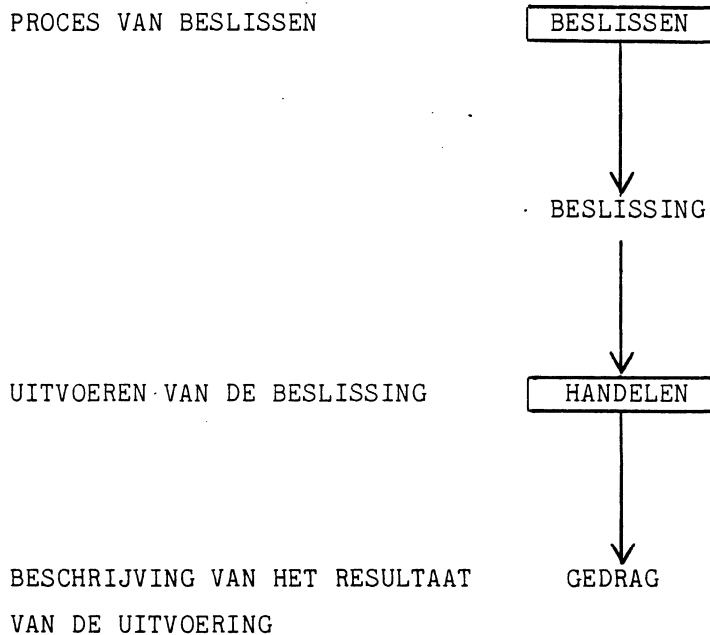 PROCES VAN BESLISSEN BESLISSEN
BESLISSING
UITVOEREN VAN DE BESLISSING HANDELEN
BESCHRIJVING VAN HET RESULTAAT GEDRAG
VAN DE UITVOERING